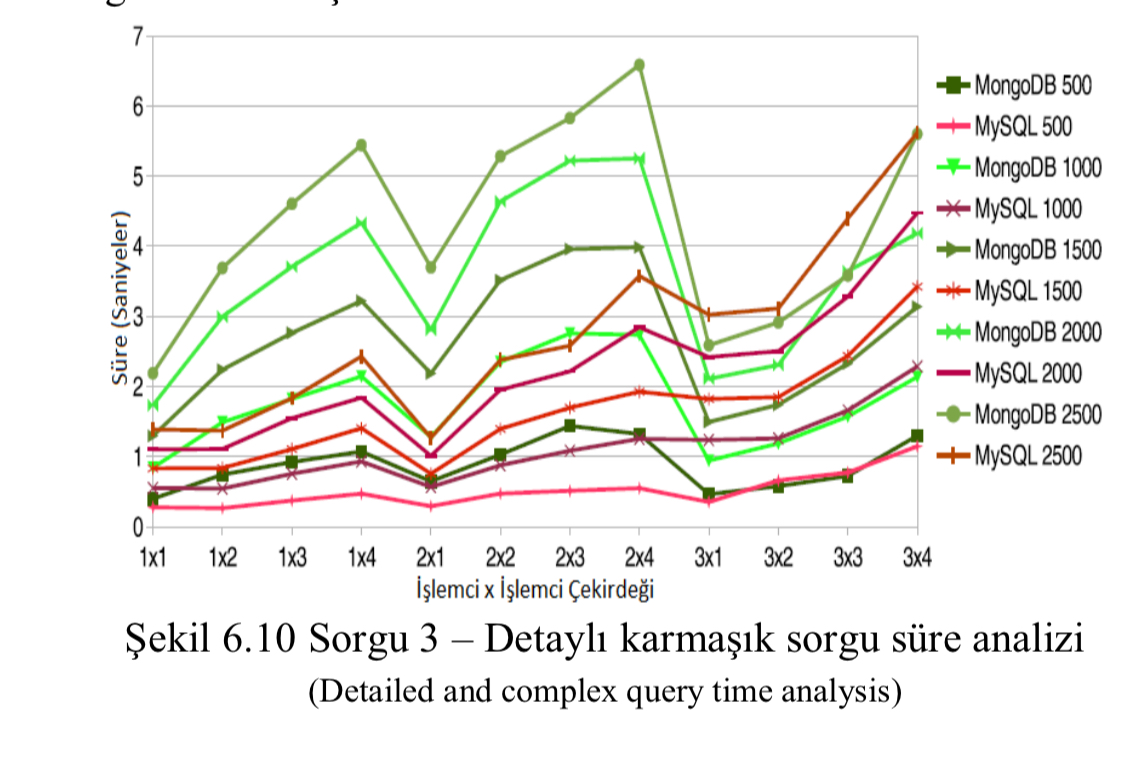 7
6
5
4
3
2
1
0
Süre (Saniyeler)
1x1 1x2 1x3 1x4 2x1 2x2 2x3 2x4 3x1 3x2 3x3 3x4
İşlemci x İşlemci Çekirdeği
MongoDB 500
MySQL 500
MongoDB 1000
MySQL 1000
MongoDB 1500
MySQL 1500
MongoDB 2000
MySQL 2000
MongoDB 2500
MySQL 2500
Şekil 6.10 Sorgu 3 – Detaylı karmaşık sorgu süre analizi
(Detailed and complex query time analysis)